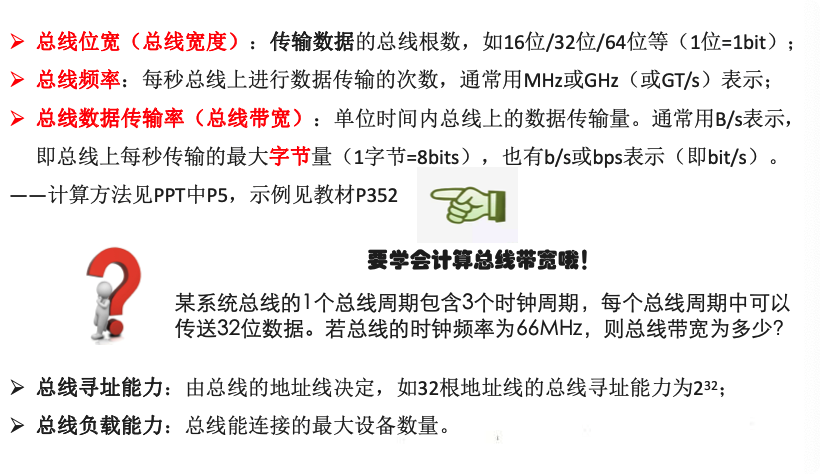 ➢ 总线位宽（总线宽度）：传输数据的总线根数，如16位/32位/64位等（1位=1bit）；
➢ 总线频率：每秒总线上进行数据传输的次数，通常用MHz或GHz（或GT/s）表示；
➢ 总线数据传输率（总线带宽）：单位时间内总线上的数据传输量。通常用B/s表示，
即总线上每秒传输的最大字节量（1字节=8bits），也有b/s或bps表示（即bit/s）。
——计算方法见PPT中P5，示例见教材P352
要学会计算总线带宽哦！
某系统总线的1个总线周期包含3个时钟周期，每个总线周期中可以
传送32位数据。若总线的时钟频率为66MHz，则总线带宽为多少？
➢ 总线寻址能力：由总线的地址线决定，如32根地址线的总线寻址能力为2³²；
➢ 总线负载能力：总线能连接的最大设备数量。